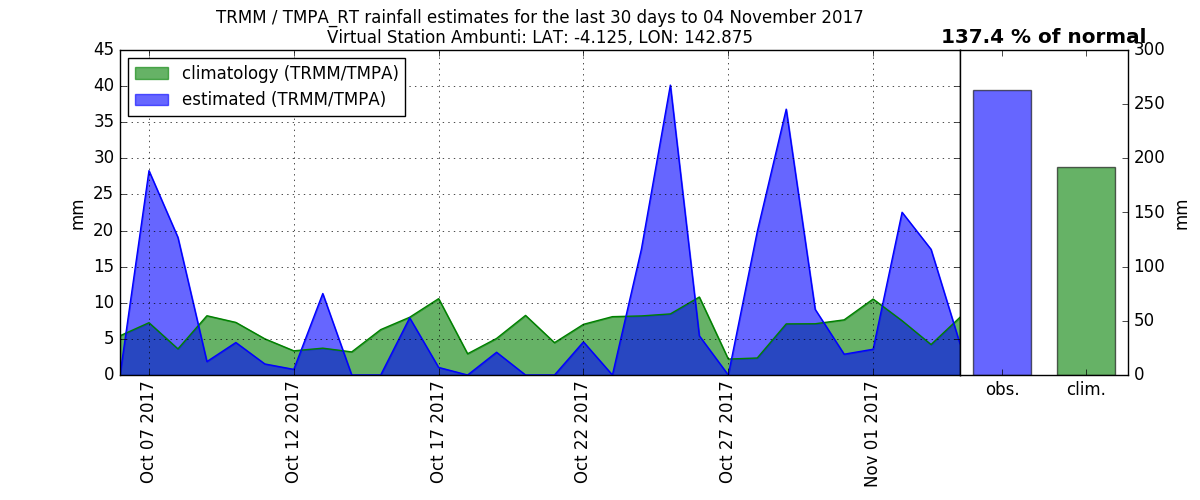 TRMM / TMPA_RT rainfall estimates for the last 30 days to 04 November 2017
Virtual Station Ambunti: LAT: -4.125, LON: 142.875
137.4 % of normal
climatology (TRMM/TMPA)
estimated (TRMM/TMPA)
45
40
35
30
25
20
15
10
5
0
mm
Oct 07 2017
Oct 12 2017
Oct 17 2017
Oct 22 2017
Oct 27 2017
Nov 01 2017
obs.
clim.
300
250
200
150
100
50
0
mm